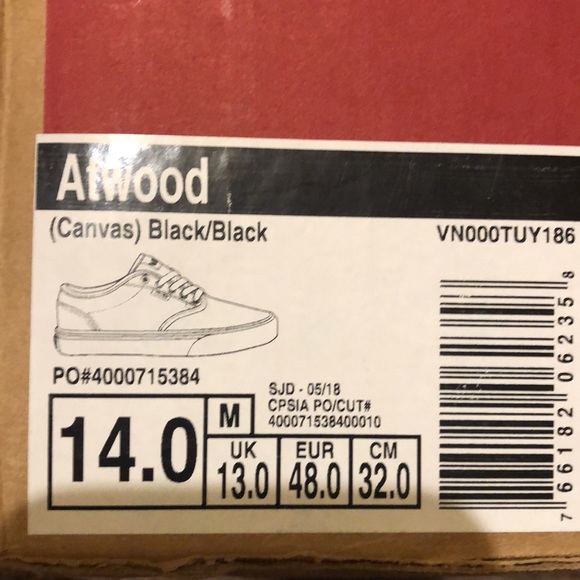 Atwood
(Canvas) Black/Black
VN000TUY186
PO#4000715384
SJD - 05/18
CPSIA PO/CUT#
400071538400010
14.0
M
UK
13.0
EUR
48.0
CM
32.0
7 66182 06235 8